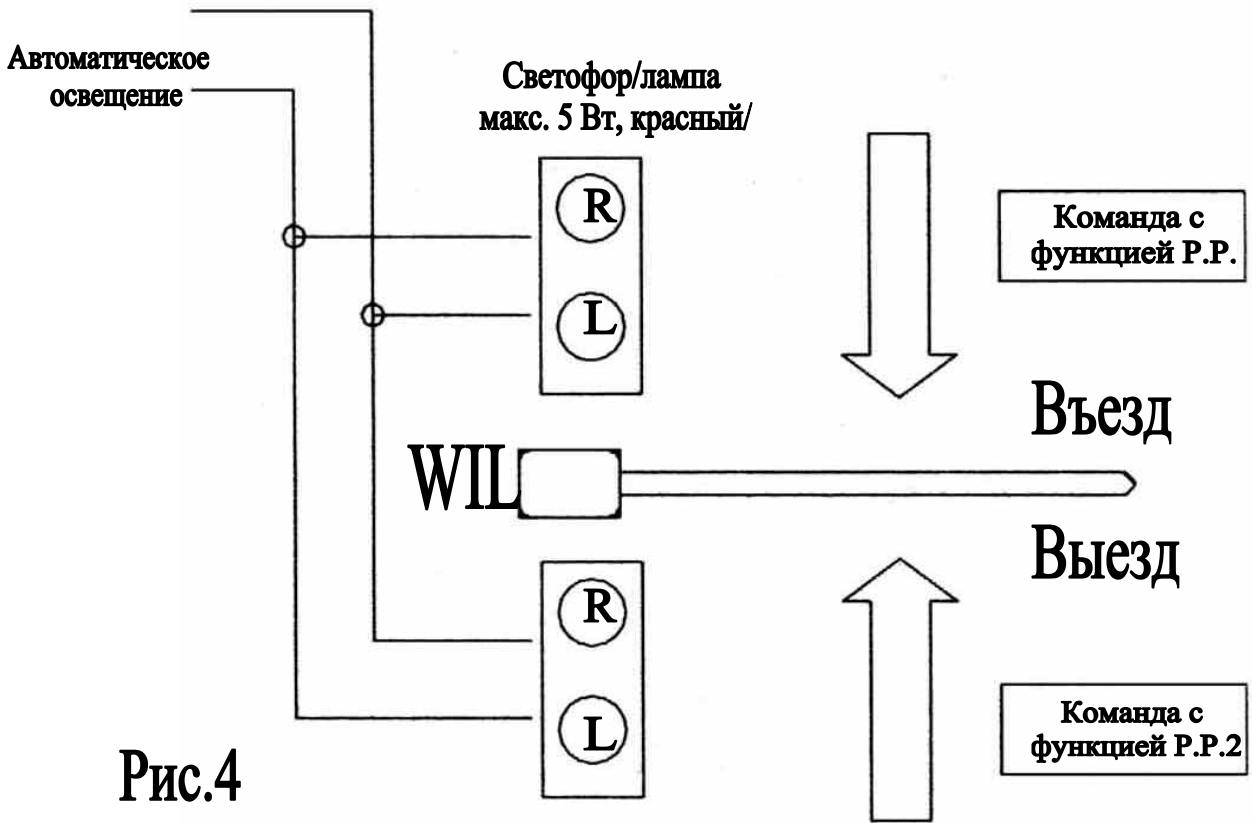 Автоматическое
освещение
Светофор/лампа
макс. 5 Вт, красный/
R
L
Команда с
функцией Р.Р.
Въезд
WIL
Выезд
R
L
Команда с
функцией Р.Р.2
Рис.4